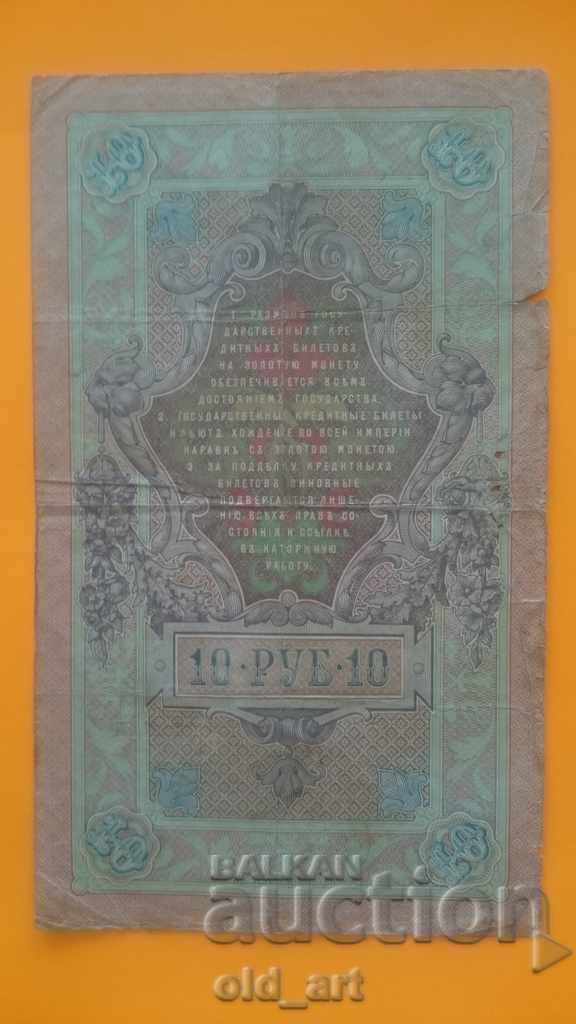 1. РАЗМѢНЪ ГОСУ-
ДАРСТВЕННЫХЪ КРЕ-
ДИТНЫХЪ БИЛЕТОВЪ
НА ЗОЛОТУЮ МОНЕТУ
ОБЕЗПЕЧИВАЕТСЯ ВСѢМЪ
ДОСТОЯНІЕМЪ ГОСУДАРСТВА.
2. ГОСУДАРСТВЕННЫЕ КРЕДИТНЫЕ БИЛЕТЫ
ИМѢЮТЪ ХОЖДЕНІЕ ВО ВСЕЙ ИМПЕРІИ
НАРАВНѢ СЪ ЗОЛОТОЮ МОНЕТОЮ.
3. ЗА ПОДДѢЛКУ КРЕДИТНЫХЪ
БИЛЕТОВЪ ВИНОВНЫЕ
ПОДВЕРГАЮТСЯ ЛИШЕ-
НІЮ ВСѢХЪ ПРАВЪ СО-
СТОЯНІЯ И ССЫЛКѢ
ВЪ КАТОРЖНУЮ
РАБОТУ.
10 · РУБ · 10
BALKAN
auction
old_art